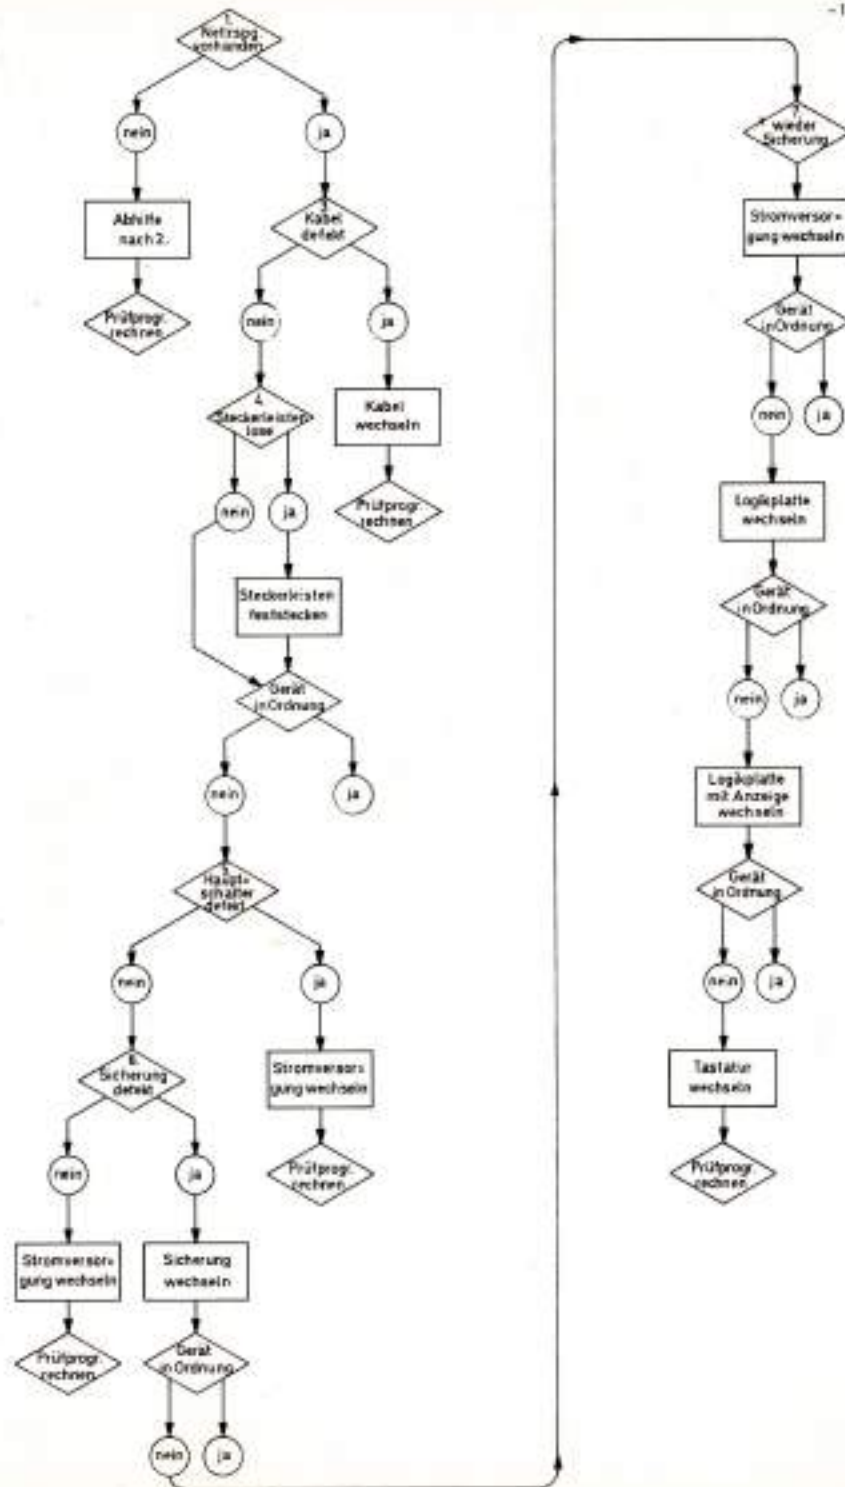 -1
1.
Netzspg
vorhanden
nein
ja
Abhilfe
nach 2.
Prüfprogr.
rechnen
3.
Kabel
defekt
nein
ja
4.
Steckerleisten
lose
Kabel
wechseln
nein
ja
Prüfprogr.
rechnen
Steckerleisten
feststecken
Gerät
in Ordnung
nein
ja
Haupt=
schalter
defekt
nein
ja
6.
Sicherung
defekt
Stromversor=
gung wechseln
nein
ja
Prüfprogr.
rechnen
Stromversor=
gung wechseln
Sicherung
wechseln
Prüfprogr.
rechnen
Gerät
in Ordnung
nein
ja
7.
wieder
Sicherung
Stromversor=
gung wechseln
Gerät
in Ordnung
nein
ja
Logikplatte
wechseln
Gerät
in Ordnung
nein
ja
Logikplatte
mit Anzeige
wechseln
Gerät
in Ordnung
nein
ja
Tastatur
wechseln
Prüfprogr.
rechnen